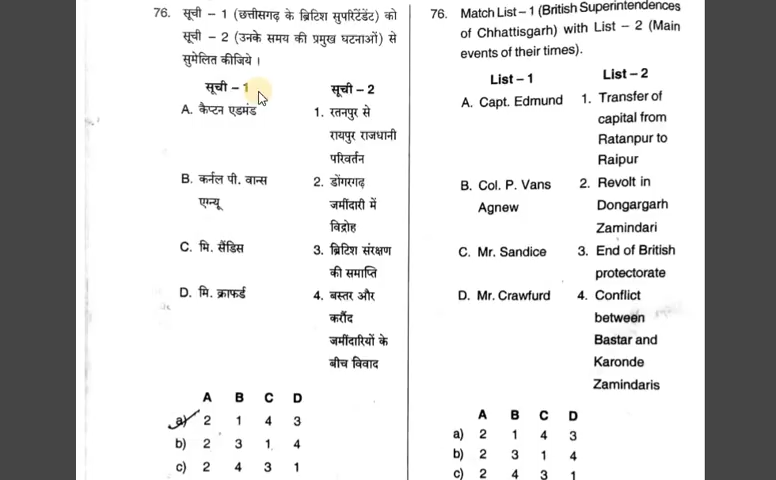 76. सूची – 1 (छत्तीसगढ़ के ब्रिटिश सुपरिटेंडेंट) को
सूची – 2 (उनके समय की प्रमुख घटनाओं) से
सुमेलित कीजिये ।
सूची – 1 सूची – 2
A. कैप्टन एडमंड 1. रतनपुर से
रायपुर राजधानी
परिवर्तन
B. कर्नल पी. वान्स 2. डोंगरगढ़
एग्न्यू जमींदारी में
विद्रोह
C. मि. सैंडिस 3. ब्रिटिश संरक्षण
की समाप्ति
D. मि. क्राफर्ड 4. बस्तर और
करौंद
जमींदारियों के
बीच विवाद
A B C D
a) 2 1 4 3
b) 2 3 1 4
c) 2 4 3 1
76. Match List – 1 (British Superintendences
of Chhattisgarh) with List – 2 (Main
events of their times).
List – 1 List – 2
A. Capt. Edmund 1. Transfer of
capital from
Ratanpur to
Raipur
B. Col. P. Vans 2. Revolt in
Agnew Dongargarh
Zamindari
C. Mr. Sandice 3. End of British
protectorate
D. Mr. Crawfurd 4. Conflict
between
Bastar and
Karonde
Zamindaris
A B C D
a) 2 1 4 3
b) 2 3 1 4
c) 2 4 3 1